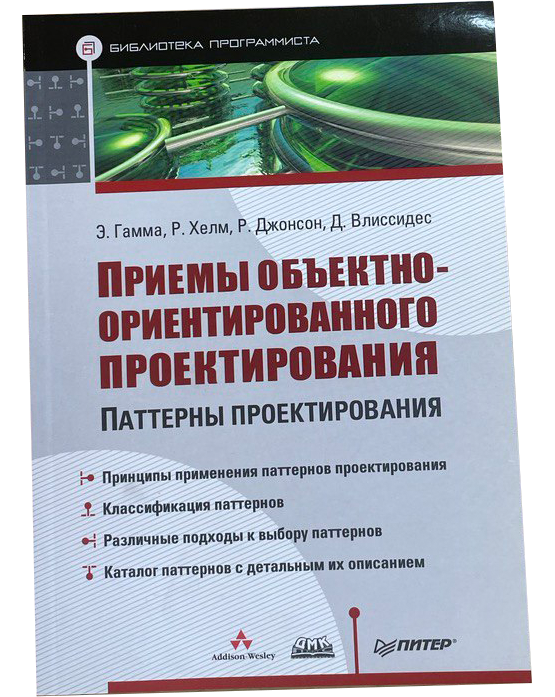 БИБЛИОТЕКА ПРОГРАММИСТА
Э. Гамма, Р. Хелм, Р. Джонсон, Д. Влиссидес
ПРИЕМЫ ОБЪЕКТНО-
ОРИЕНТИРОВАННОГО
ПРОЕКТИРОВАНИЯ
ПАТТЕРНЫ ПРОЕКТИРОВАНИЯ
Принципы применения паттернов проектирования
Классификация паттернов
Различные подходы к выбору паттернов
Каталог паттернов с детальным их описанием
Addison-Wesley
ДМК
ПИТЕР®